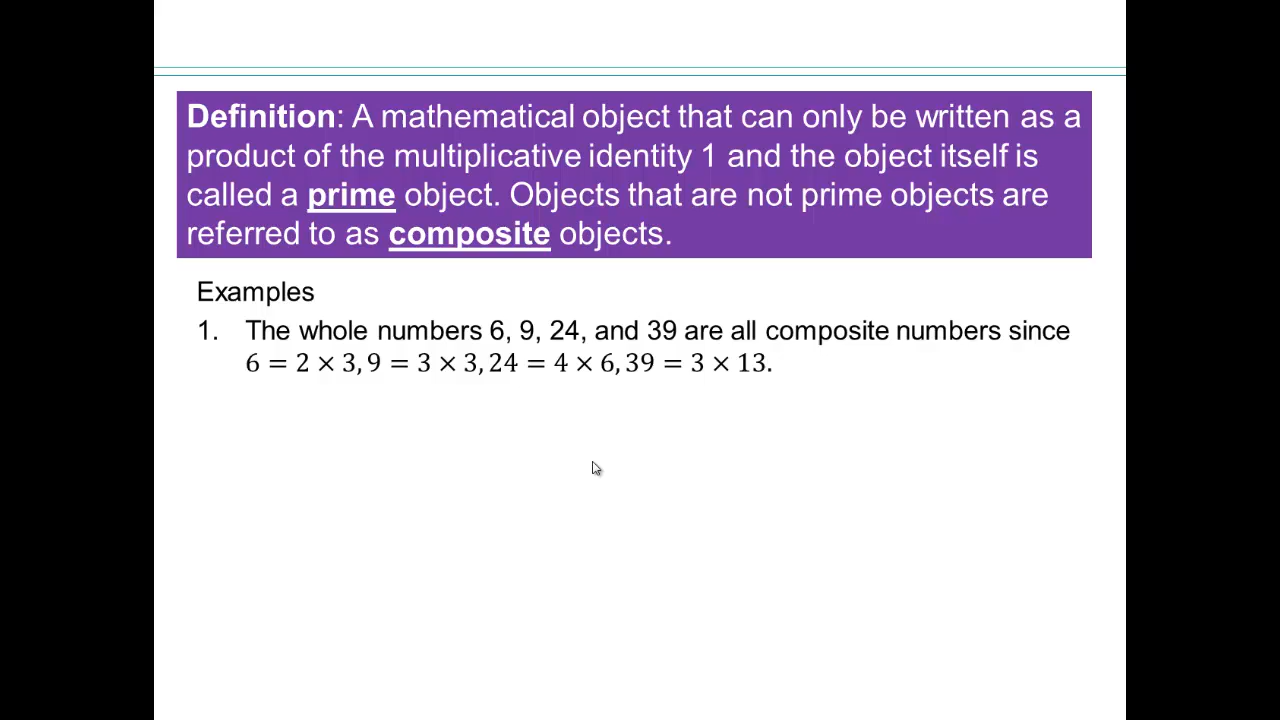 Definition: A mathematical object that can only be written as a
product of the multiplicative identity 1 and the object itself is
called a prime object. Objects that are not prime objects are
referred to as composite objects.
Examples
1. The whole numbers 6, 9, 24, and 39 are all composite numbers since
6 = 2 × 3, 9 = 3 × 3, 24 = 4 × 6, 39 = 3 × 13.